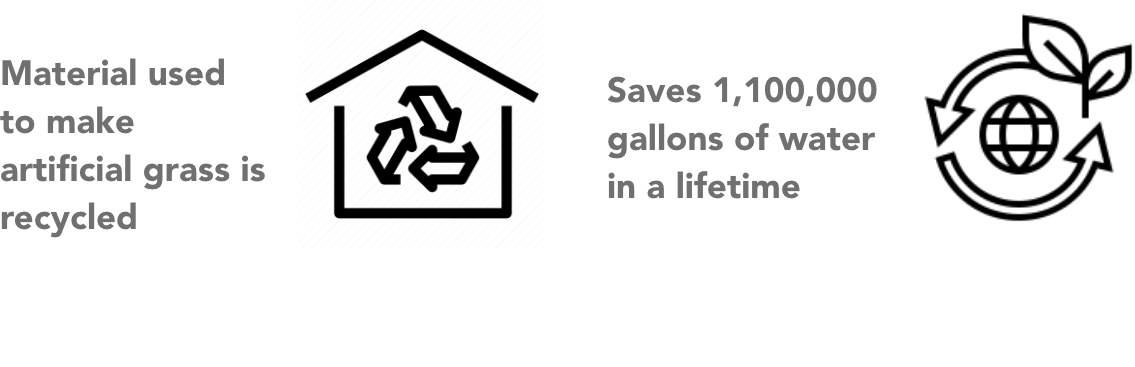 Material used
to make
artificial grass is
recycled
Saves 1,100,000
gallons of water
in a lifetime